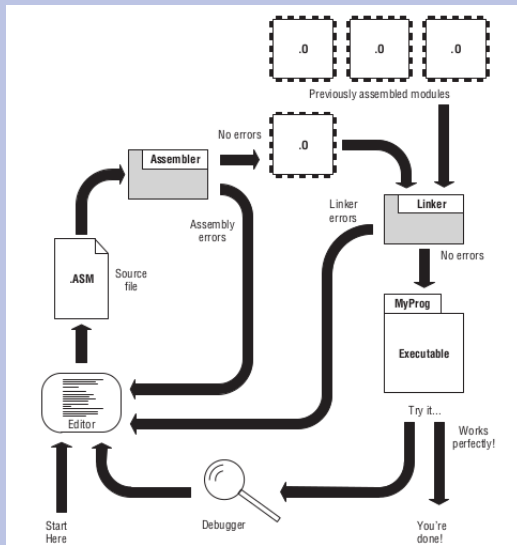 .O
.O
.O
Previously assembled modules
No errors
.O
Assembler
Linker
errors
Linker
Assembly
errors
No errors
.ASM
Source
file
MyProg
Executable
Editor
Try it...
Works
perfectly!
Start
Here
Debugger
You're
done!